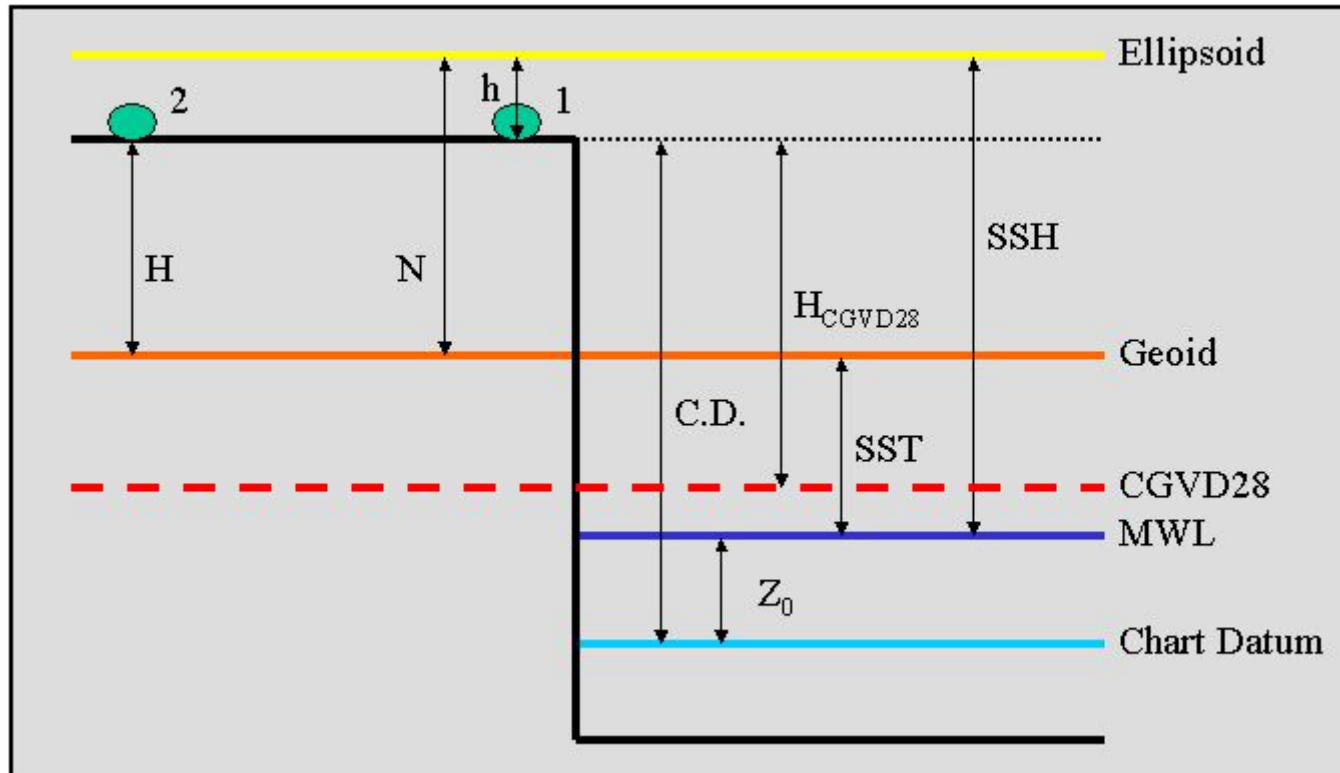 Ellipsoid
2
h
1
SSH
H
N
H_CGVD28
Geoid
C.D.
SST
CGVD28
MWL
Z_0
Chart Datum